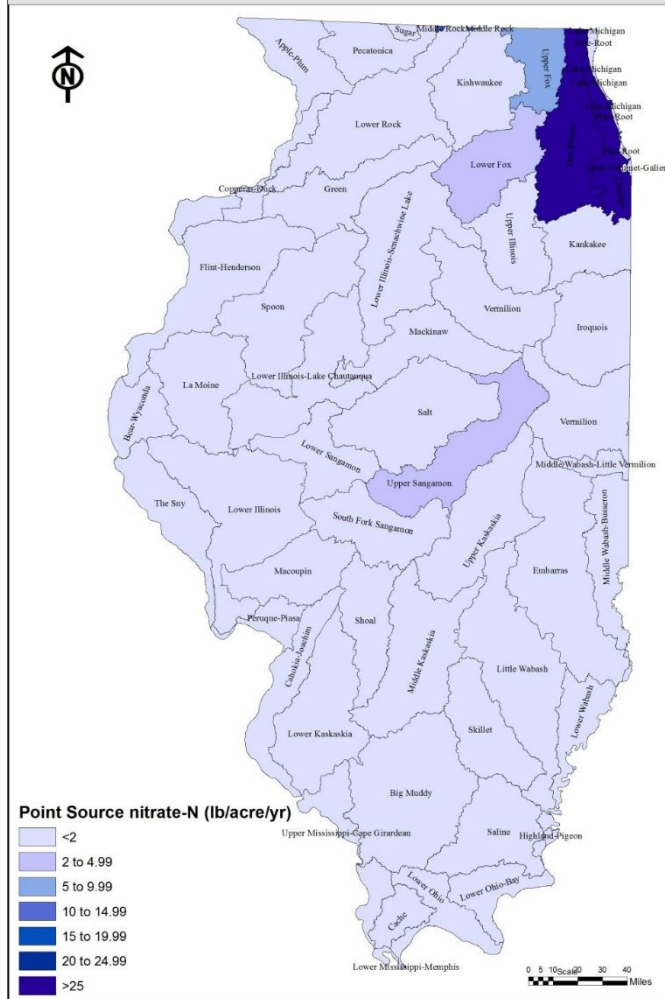 Middle Rock
Middle Rock
Lake Michigan
Sugar
Pike-Root
Pecatonica
Apple-Plum
Upper Fox
Kishwaukee
Lake Michigan
Lake Michigan
Lake Michigan
Pike-Root
Lower Rock
Des Plaines
Pike-Root
Lower Fox
Chicago
Copperas-Duck
Green
Lower Illinois-Senachwine Lake
Upper Illinois
Kankakee
Flint-Henderson
Spoon
Vermilion
Iroquois
Mackinaw
Lower Illinois-Lake Chautauqua
La Moine
Bear-Wyaconda
Salt
Vermilion
Lower Sangamon
Middle Wabash-Little Vermilion
Upper Sangamon
The Sny
Lower Illinois
South Fork Sangamon
Upper Kaskaskia
Middle Wabash-Busseron
Embarras
Macoupin
Peruque-Piasa
Shoal
Cahokia-Joachim
Middle Kaskaskia
Little Wabash
Lower Wabash
Lower Kaskaskia
Skillet
Big Muddy
Upper Mississippi-Cape Girardeau
Saline
Highland-Pigeon
Lower Ohio
Lower Ohio-Bay
Cache
Lower Mississippi-Memphis
N
Point Source nitrate-N (lb/acre/yr)
<2
2 to 4.99
5 to 9.99
10 to 14.99
15 to 19.99
20 to 24.99
>25
Scale
0 5 10 20 30 40
Miles